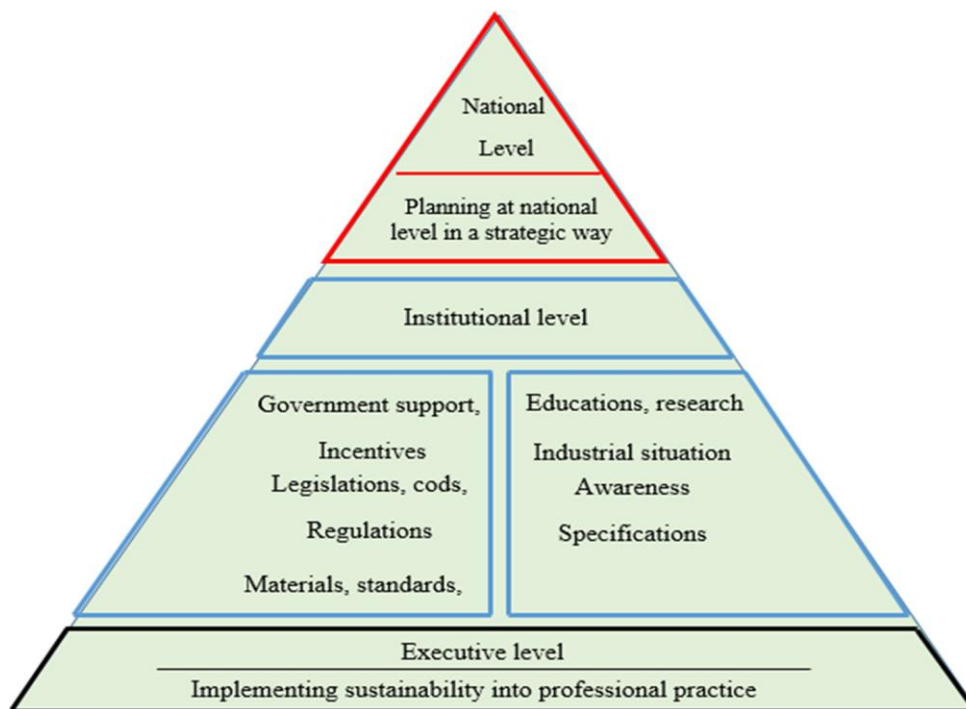 National
Level
Planning at national
level in a strategic way
Institutional level
Government support,
Incentives
Legislations, cods,
Regulations
Materials, standards,
Educations, research
Industrial situation
Awareness
Specifications
Executive level
Implementing sustainability into professional practice